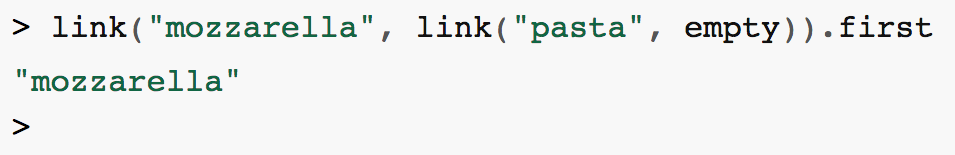 > link("mozzarella", link("pasta", empty)).first
"mozzarella"
>